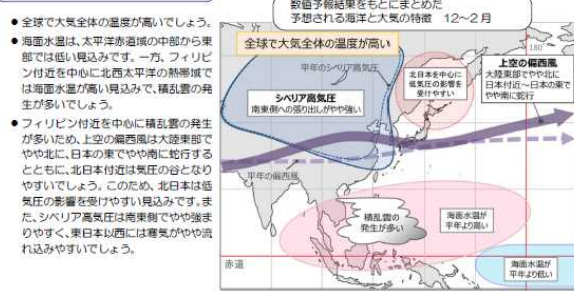 数値予報結果をもとにまとめた
予想される海洋と大気の特徴 12～2月
● 全球で大気全体の温度が高いでしょう。
● 海面水温は、太平洋赤道域の中部から東
部では低い見込みです。一方、フィリピ
ン付近を中心に北西太平洋の熱帯域で
は海面水温が高い見込みで、積乱雲の発
生が多いでしょう。
● フィリピン付近を中心に積乱雲の発生
が多いため、上空の偏西風は大陸東部で
やや北に、日本の東でやや南に蛇行する
とともに、北日本付近は気圧の谷となり
やすいでしょう。このため、北日本は低
気圧の影響を受けやすい見込みです。ま
た、シベリア高気圧は南東側でやや強ま
りやすく、東日本以西には寒気がやや流
れ込みやすいでしょう。
全球で大気全体の温度が高い
平年のシベリア高気圧
シベリア高気圧
南東側への張り出しがやや強い
北日本を中心に
低気圧の影響を
受けやすい
180°
上空の偏西風
大陸東部でやや北に
日本付近～日本の東で
やや南に蛇行
平年の偏西風
積乱雲の
発生が多い
海面水温が
平年より高い
赤道
海面水温が
平年より低い